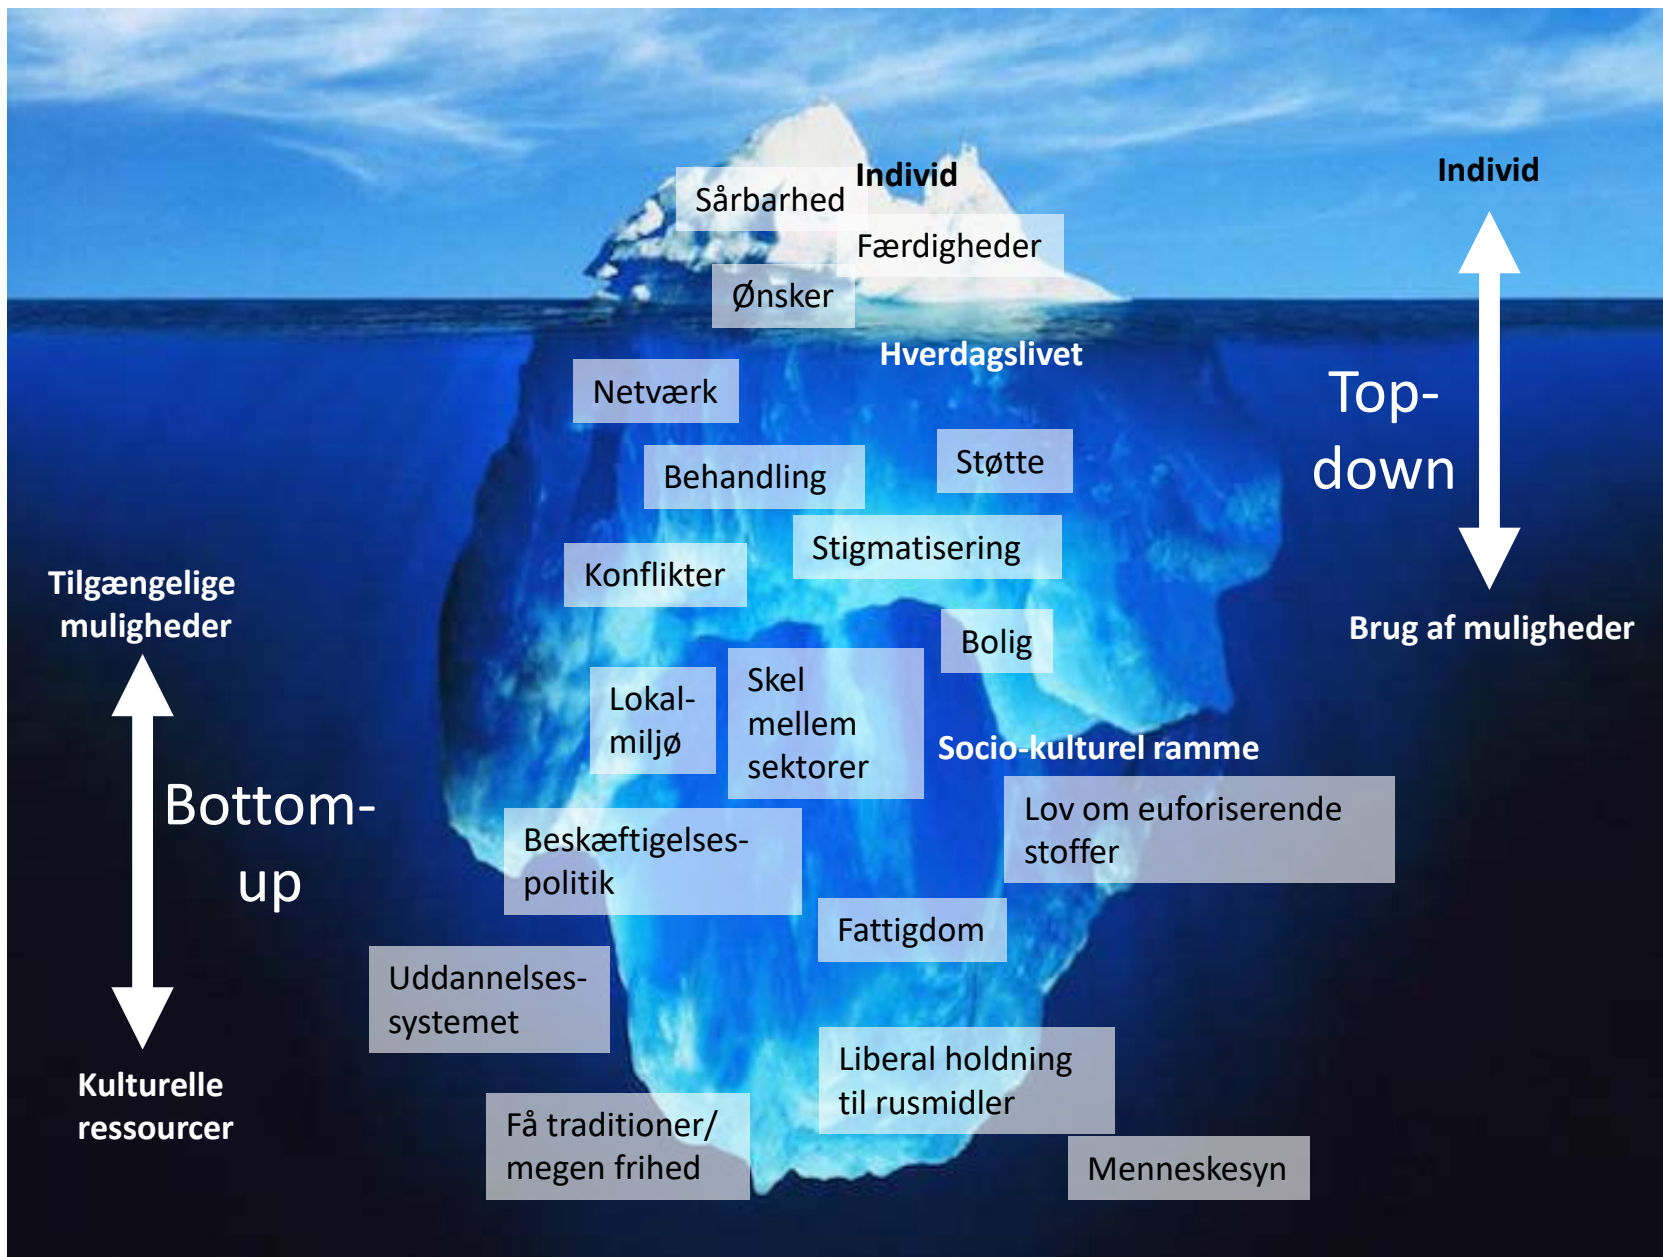 Individ
Individ
Sårbarhed
Færdigheder
Ønsker
Hverdagslivet
Netværk
Top-
down
Behandling
Støtte
Stigmatisering
Konflikter
Tilgængelige
muligheder
Brug af muligheder
Bolig
Lokal-
miljø
Skel
mellem
sektorer
Socio-kulturel ramme
Bottom-
up
Lov om euforiserende
stoffer
Beskæftigelses-
politik
Fattigdom
Uddannelses-
systemet
Liberal holdning
til rusmidler
Kulturelle
ressourcer
Få traditioner/
megen frihed
Menneskesyn